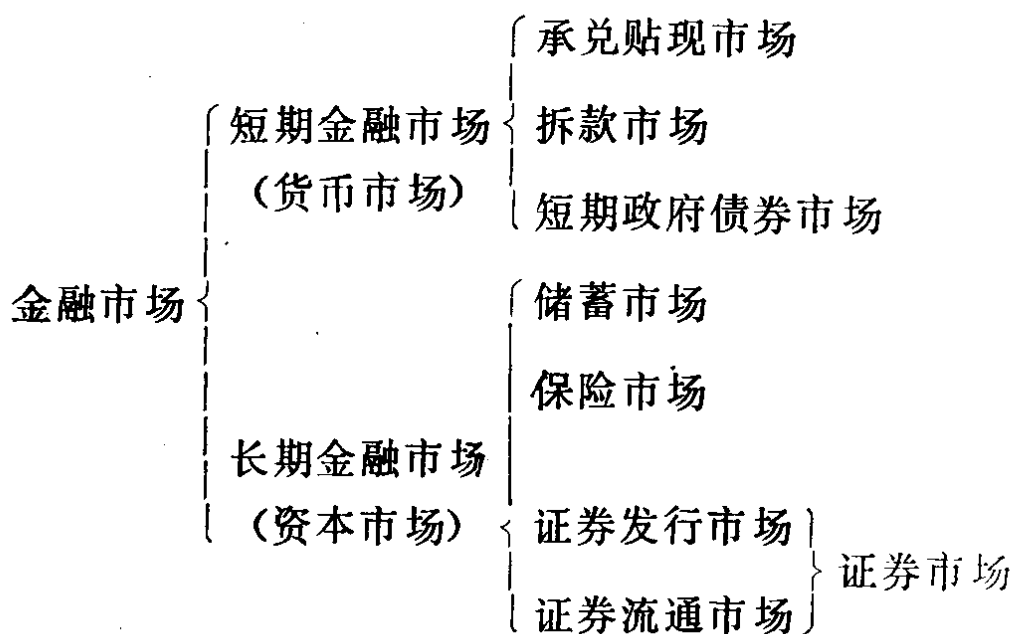 承兑贴现市场
短期金融市场
拆款市场
(货币市场)
短期政府债券市场
金融市场
储蓄市场
保险市场
长期金融市场
(资本市场)
证券发行市场
证券市场
证券流通市场